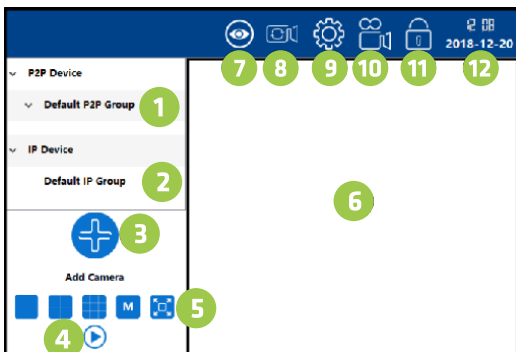 12 08
2018-12-20
7
8
9
10
11
12
P2P Device
Default P2P Group
1
IP Device
Default IP Group
2
3
6
Add Camera
M
5
4